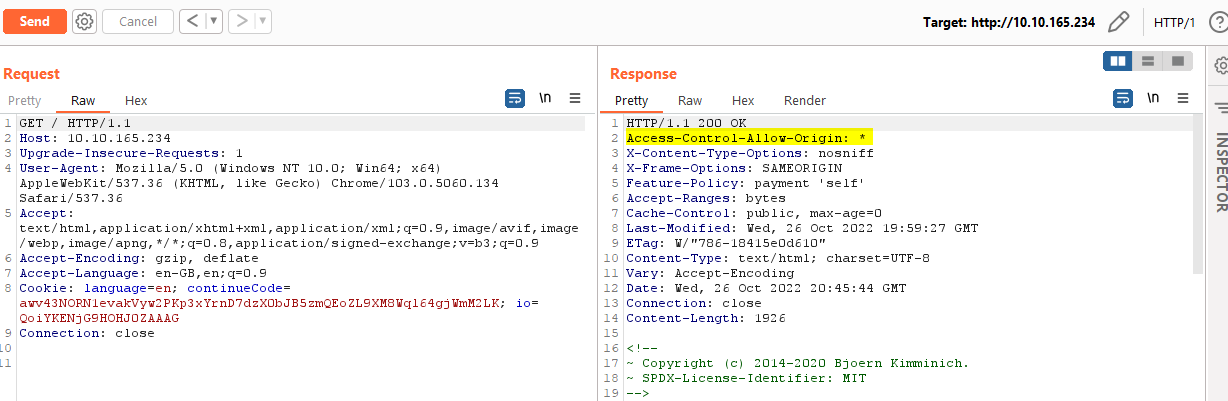 Send Cancel < > Target: http://10.10.165.234 HTTP/1
Request
Pretty Raw Hex \n
1 GET / HTTP/1.1
2 Host: 10.10.165.234
3 Upgrade-Insecure-Requests: 1
4 User-Agent: Mozilla/5.0 (Windows NT 10.0; Win64; x64)
AppleWebKit/537.36 (KHTML, like Gecko) Chrome/103.0.5060.134
Safari/537.36
5 Accept:
text/html,application/xhtml+xml,application/xml;q=0.9,image/avif,image
/webp,image/apng,*/*;q=0.8,application/signed-exchange;v=b3;q=0.9
6 Accept-Encoding: gzip, deflate
7 Accept-Language: en-GB,en;q=0.9
8 Cookie: language=en; continueCode=
io=
9 Connection: close
10
11
Response
Pretty Raw Hex Render \n
1 HTTP/1.1 200 OK
2 Access-Control-Allow-Origin: *
3 X-Content-Type-Options: nosniff
4 X-Frame-Options: SAMEORIGIN
5 Feature-Policy: payment 'self'
6 Accept-Ranges: bytes
7 Cache-Control: public, max-age=0
8 Last-Modified: Wed, 26 Oct 2022 19:59:27 GMT
9 ETag: W/"786-18415e0d610"
10 Content-Type: text/html; charset=UTF-8
11 Vary: Accept-Encoding
12 Date: Wed, 26 Oct 2022 20:45:44 GMT
13 Connection: close
14 Content-Length: 1926
15
16 <!--
17 ~ Copyright (c) 2014-2020 Bjoern Kimminich.
18 ~ SPDX-License-Identifier: MIT
19 -->
INSPECTOR